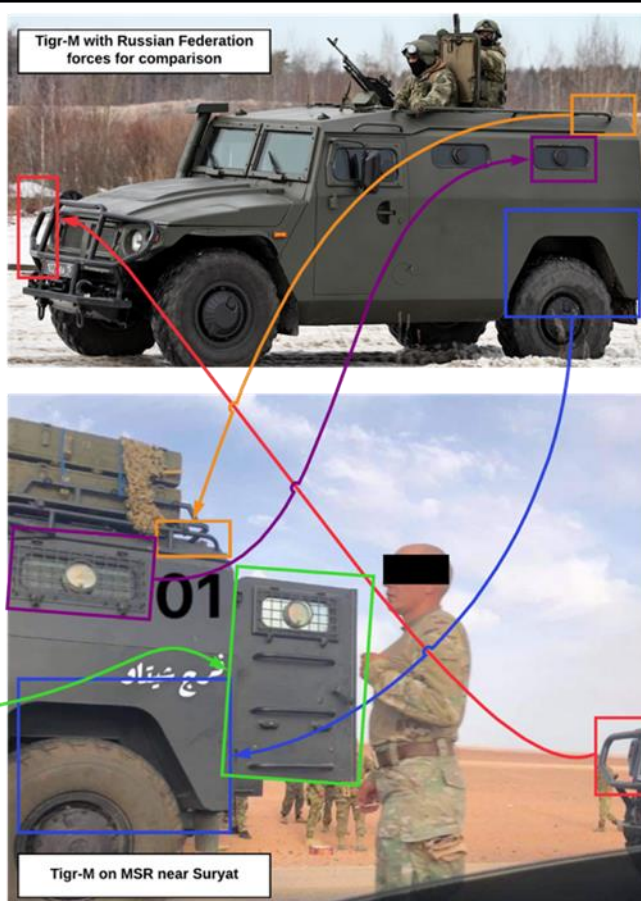 Tigr-M with Russian Federation
forces for comparison
01
Tigr-M on MSR near Suryat